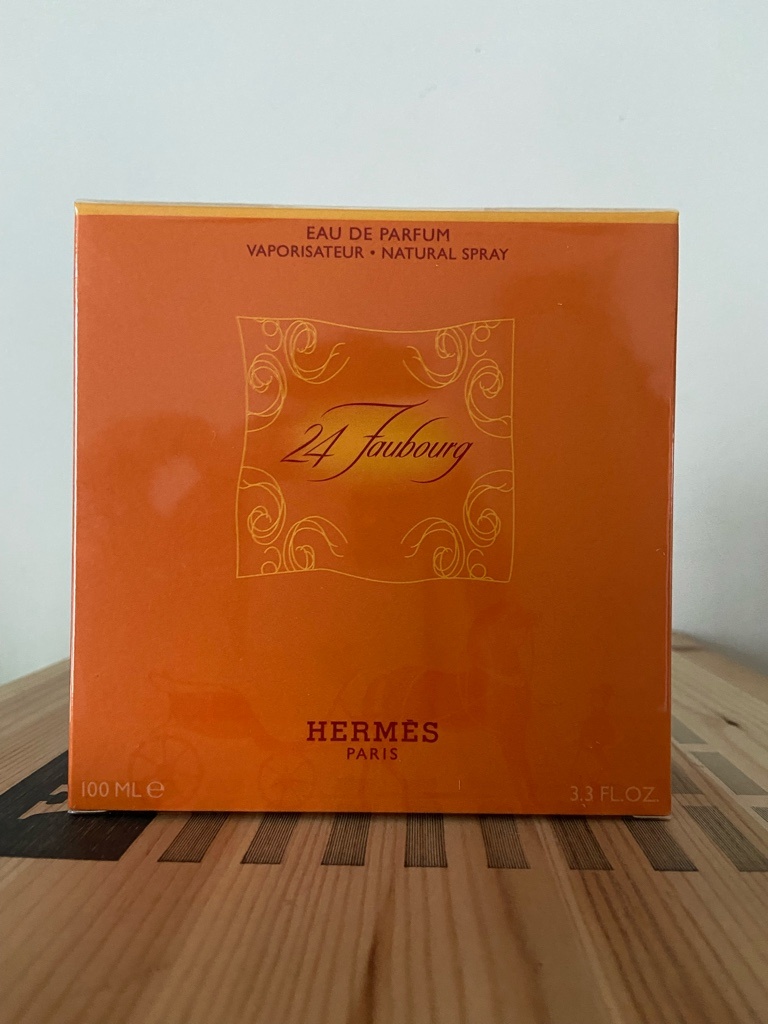 EAU DE PARFUM
VAPORISATEUR • NATURAL SPRAY
24 Faubourg
HERMÈS
PARIS
100 ML ℮
3.3 FL.OZ.